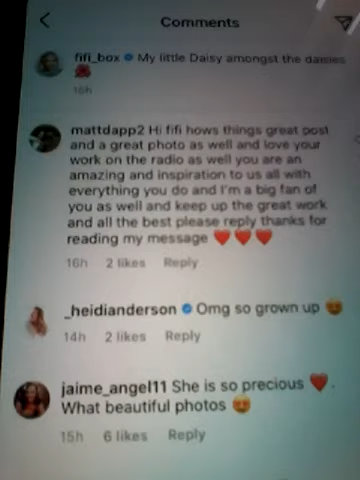 Comments
fifi_box My little Daisy amongst the daisies
16h
mattdapp2 Hi fifi hows things great post
and a great photo as well and love your
work on the radio as well you are an
amazing and inspiration to us all with
everything you do and I'm a big fan of
you as well and keep up the great work
and all the best please reply thanks for
reading my message ❤️❤️❤️
16h 2 likes Reply
_heidianderson Omg so grown up 😍
14h 2 likes Reply
jaime_angel11 She is so precious ❤️.
What beautiful photos 😍
15h 6 likes Reply